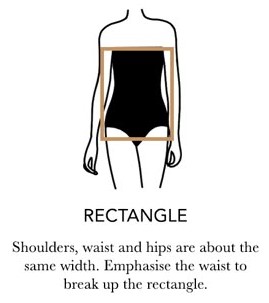 RECTANGLE
Shoulders, waist and hips are about the
same width. Emphasise the waist to
break up the rectangle.